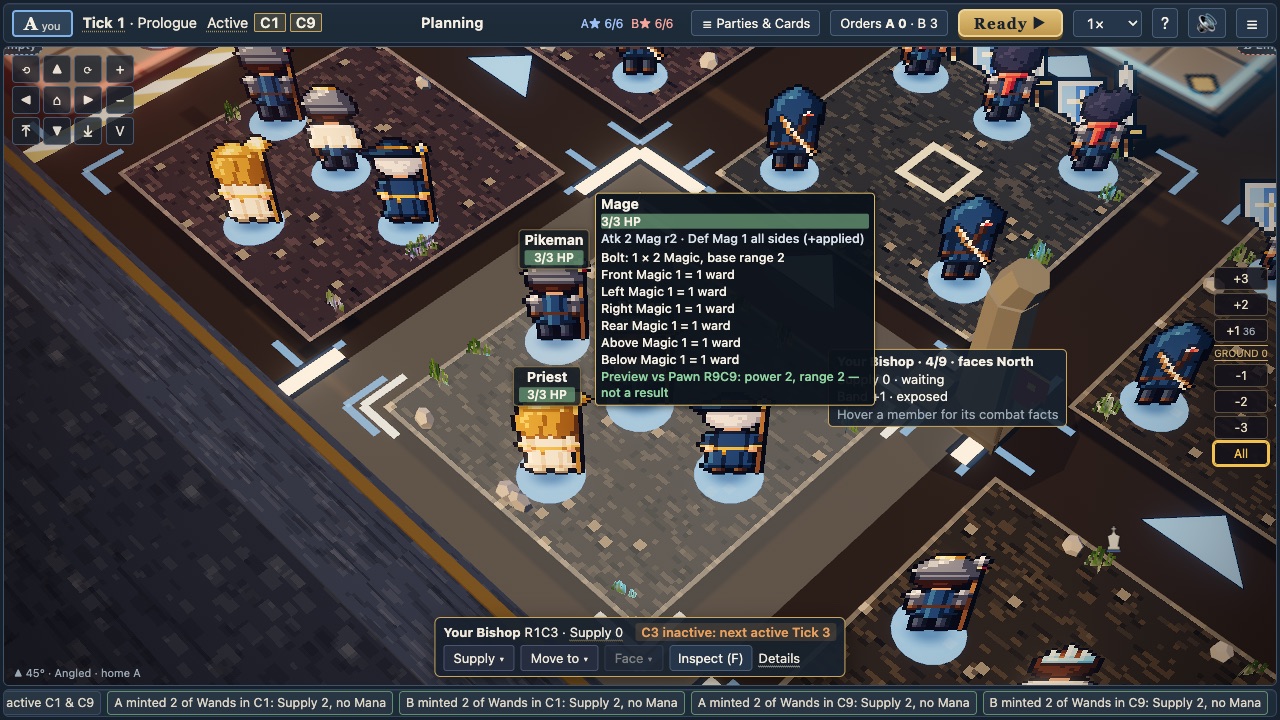 A you
Tick 1 · Prologue
Active C1 C9
Planning
A★ 6/6 B★ 6/6
≡ Parties & Cards
Orders A 0 · B 3
Ready ▶
1×
?
≡
+
−
V
Mage
3/3 HP
Atk 2 Mag r2 · Def Mag 1 all sides (+applied)
Bolt: 1 × 2 Magic, base range 2
Front Magic 1 = 1 ward
Left Magic 1 = 1 ward
Right Magic 1 = 1 ward
Rear Magic 1 = 1 ward
Above Magic 1 = 1 ward
Below Magic 1 = 1 ward
Preview vs Pawn R9C9: power 2, range 2 —
not a result
Pikeman
3/3 HP
Priest
3/3 HP
Bishop · 4/9 · faces North
0 · waiting
+1 · exposed
Hover a member for its combat facts
+3
+2
+1 36
GROUND 0
-1
-2
-3
All
Your Bishop R1C3 · Supply 0 C3 inactive: next active Tick 3
Supply ▾
Move to ▾
Face ▾
Inspect (F)
Details
▲ 45° · Angled · home A
active C1 & C9
A minted 2 of Wands in C1: Supply 2, no Mana
B minted 2 of Wands in C1: Supply 2, no Mana
A minted 2 of Wands in C9: Supply 2, no Mana
B minted 2 of Wands in C9: Supply 2, no Mana